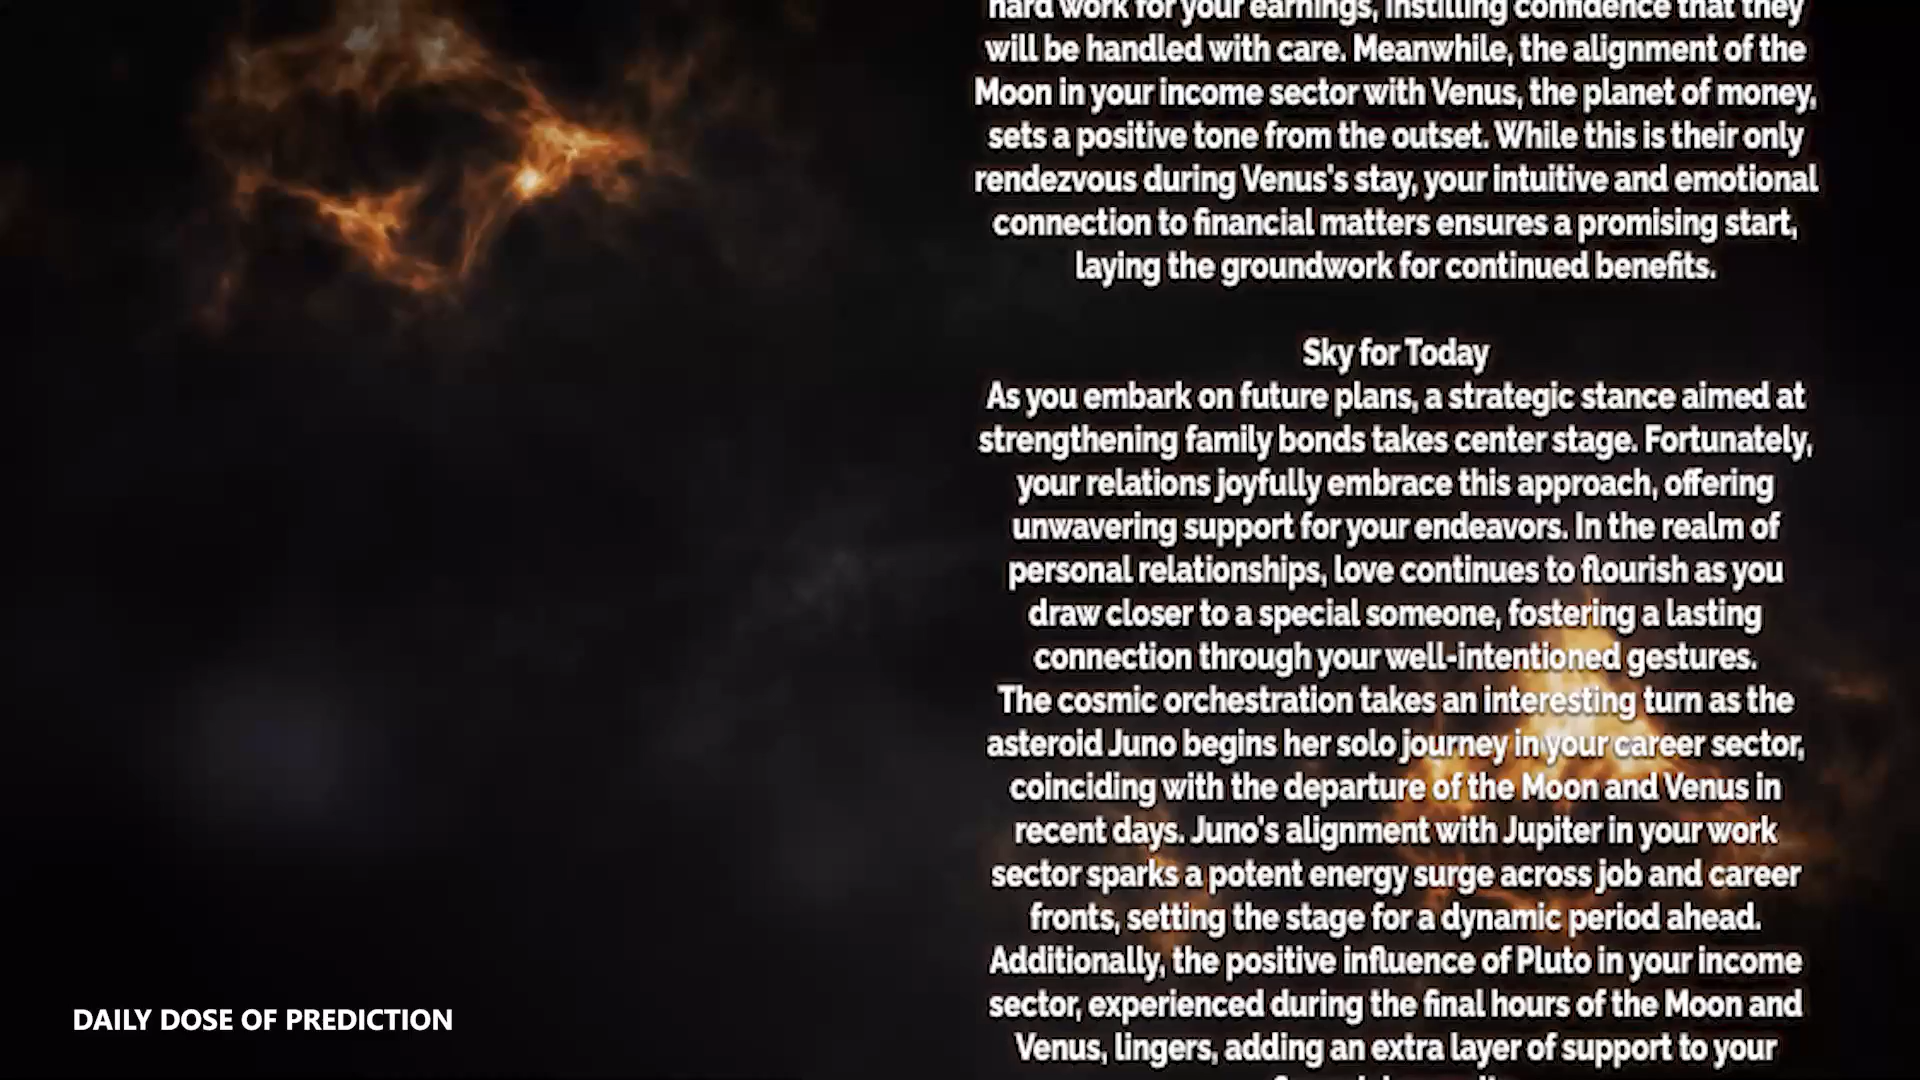 hard work for your earnings, instilling confidence that they
will be handled with care. Meanwhile, the alignment of the
Moon in your income sector with Venus, the planet of money,
sets a positive tone from the outset. While this is their only
rendezvous during Venus's stay, your intuitive and emotional
connection to financial matters ensures a promising start,
laying the groundwork for continued benefits.
Sky for Today
As you embark on future plans, a strategic stance aimed at
strengthening family bonds takes center stage. Fortunately,
your relations joyfully embrace this approach, offering
unwavering support for your endeavors. In the realm of
personal relationships, love continues to flourish as you
draw closer to a special someone, fostering a lasting
connection through your well-intentioned gestures.
The cosmic orchestration takes an interesting turn as the
asteroid Juno begins her solo journey in your career sector,
coinciding with the departure of the Moon and Venus in
recent days. Juno's alignment with Jupiter in your work
sector sparks a potent energy surge across job and career
fronts, setting the stage for a dynamic period ahead.
Additionally, the positive influence of Pluto in your income
sector, experienced during the final hours of the Moon and
Venus, lingers, adding an extra layer of support to your
DAILY DOSE OF PREDICTION